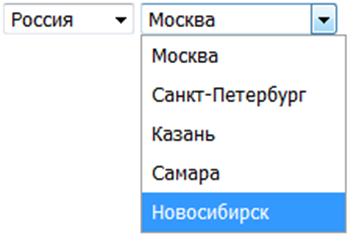 Россия Москва
Москва
Санкт-Петербург
Казань
Самара
Новосибирск